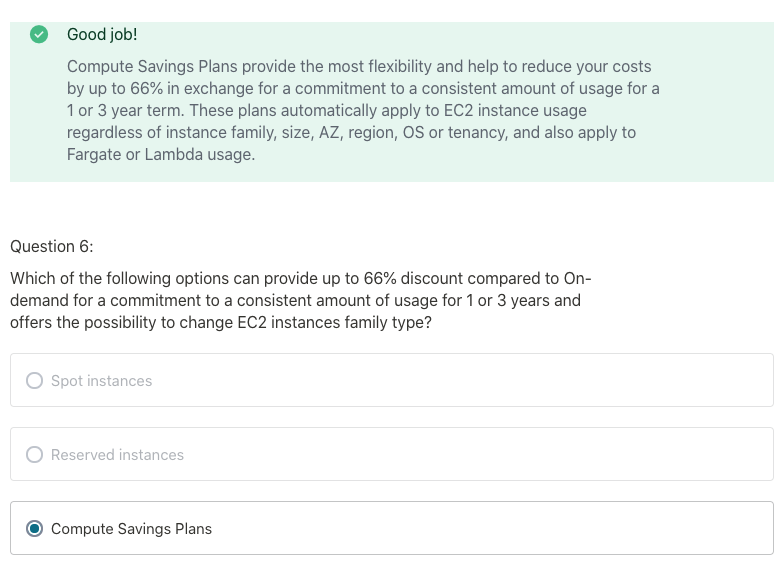 Good job!
Compute Savings Plans provide the most flexibility and help to reduce your costs
by up to 66% in exchange for a commitment to a consistent amount of usage for a
1 or 3 year term. These plans automatically apply to EC2 instance usage
regardless of instance family, size, AZ, region, OS or tenancy, and also apply to
Fargate or Lambda usage.
Question 6:
Which of the following options can provide up to 66% discount compared to On-
demand for a commitment to a consistent amount of usage for 1 or 3 years and
offers the possibility to change EC2 instances family type?
Spot instances
Reserved instances
Compute Savings Plans